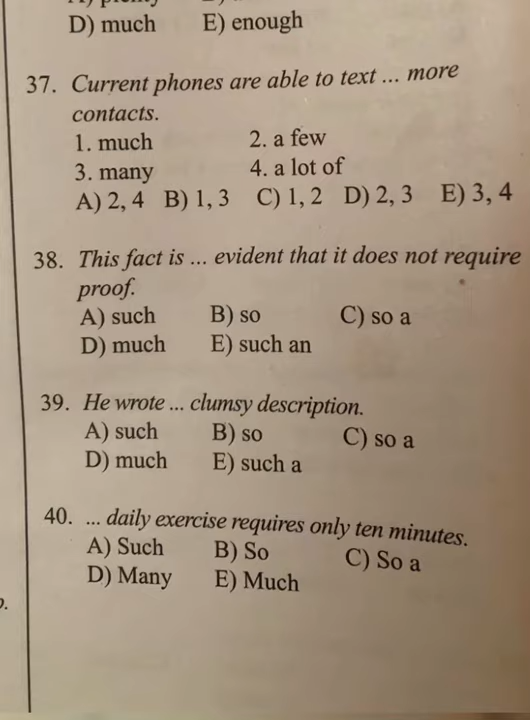 D) much E) enough
37. Current phones are able to text ... more
contacts.
1. much 2. a few
3. many 4. a lot of
A) 2, 4 B) 1, 3 C) 1, 2 D) 2, 3 E) 3, 4
38. This fact is ... evident that it does not require
proof.
A) such B) so C) so a
D) much E) such an
39. He wrote ... clumsy description.
A) such B) so C) so a
D) much E) such a
40. ... daily exercise requires only ten minutes.
A) Such B) So C) So a
D) Many E) Much